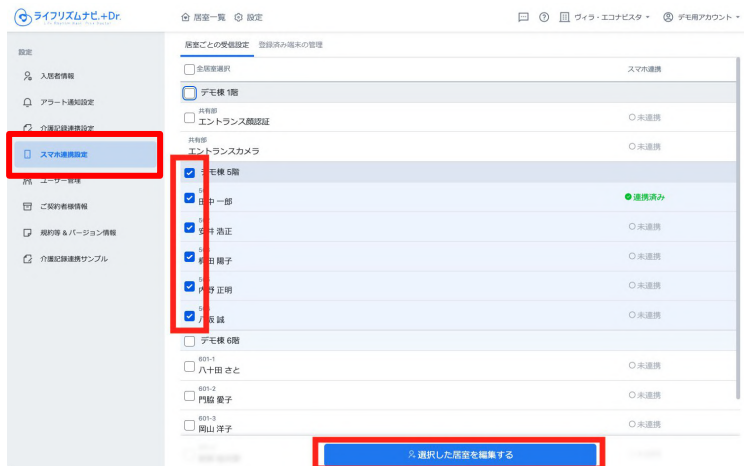 ライフリズムナビ.+Dr.
居室一覧
設定
ヴィラ・エコナビスタ
デモ用アカウント
設定
入居者情報
アラート通知設定
介護記録連携設定
スマホ連携設定
ユーザー管理
ご契約者様情報
規約等 & バージョン情報
介護記録連携サンプル
居室ごとの受信設定 登録済み端末の管理
全居室選択 スマホ連携
デモ棟 1階
共有部
エントランス顔認証 未連携
共有部
エントランスカメラ 未連携
デモ棟 5階
田中 一郎 連携済み
安井 浩正 未連携
田 陽子 未連携
内野 正明 未連携
八坂 誠 未連携
デモ棟 6階
601-1
八十田 さと 未連携
601-2
門脇 愛子 未連携
601-3
岡山 洋子 未連携
選択した居室を編集する